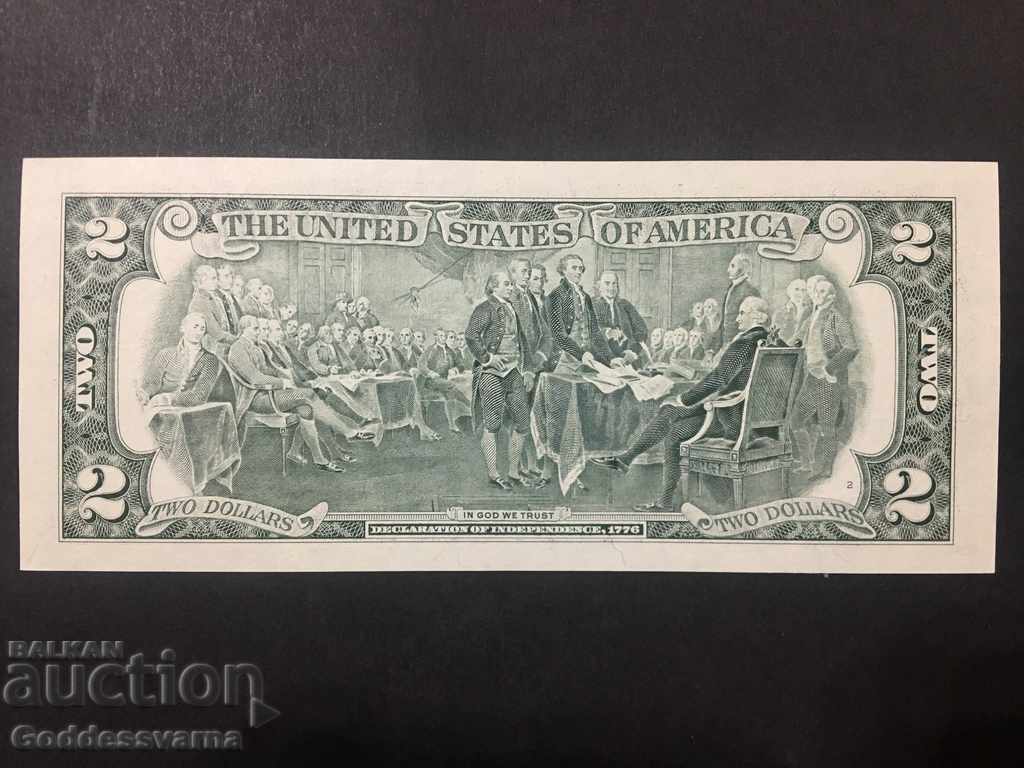 THE UNITED STATES OF AMERICA
2 2
TWO TWO
2 2
2
TWO DOLLARS TWO DOLLARS
IN GOD WE TRUST
DECLARATION OF INDEPENDENCE, 1776
BALKAN
auction
Goddessvarna